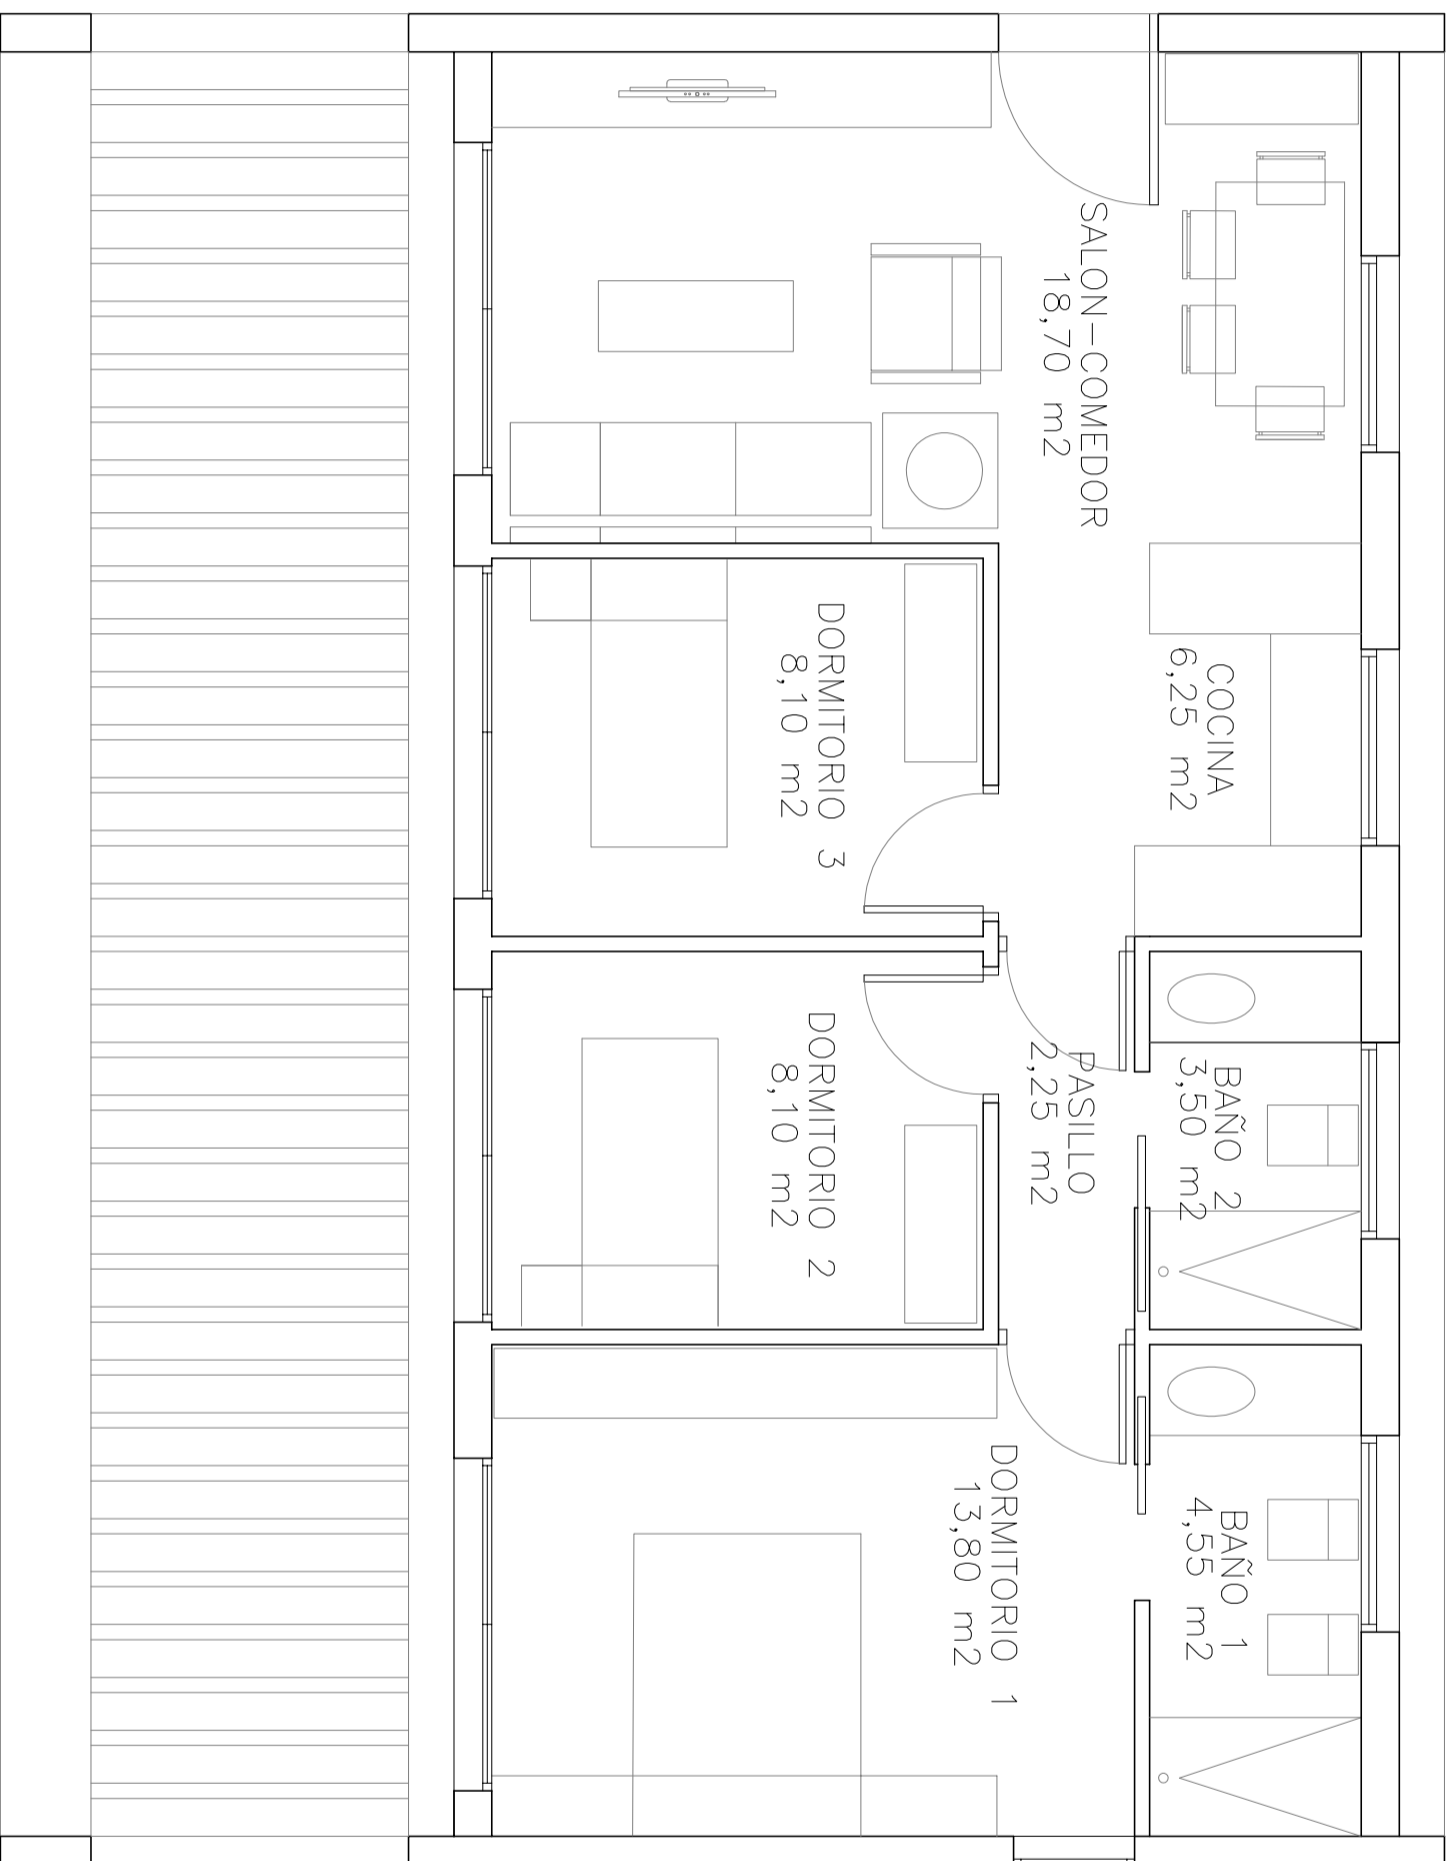 SALON-COMEDOR
18,70 m2
COCINA
6,25 m2
DORMITORIO 3
8,10 m2
BAÑO 2
3,50 m2
PASILLO
2,25 m2
DORMITORIO 2
8,10 m2
BAÑO 1
4,55 m2
DORMITORIO 1
13,80 m2